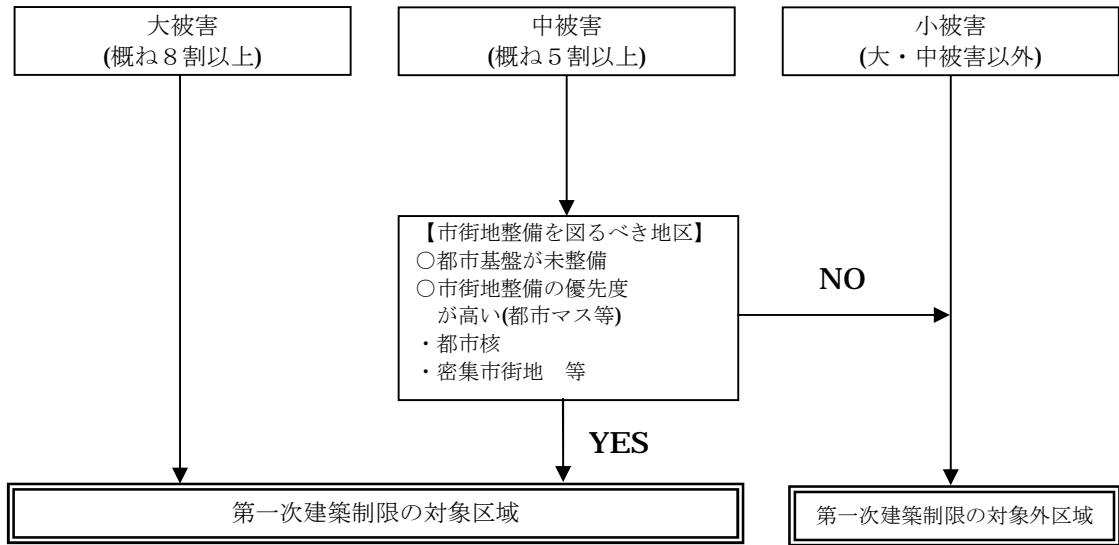 大被害
(概ね８割以上)
中被害
(概ね５割以上)
小被害
(大・中被害以外)
【市街地整備を図るべき地区】
○都市基盤が未整備
○市街地整備の優先度
が高い(都市マス等)
・都市核
・密集市街地　等
NO
YES
第一次建築制限の対象区域
第一次建築制限の対象外区域